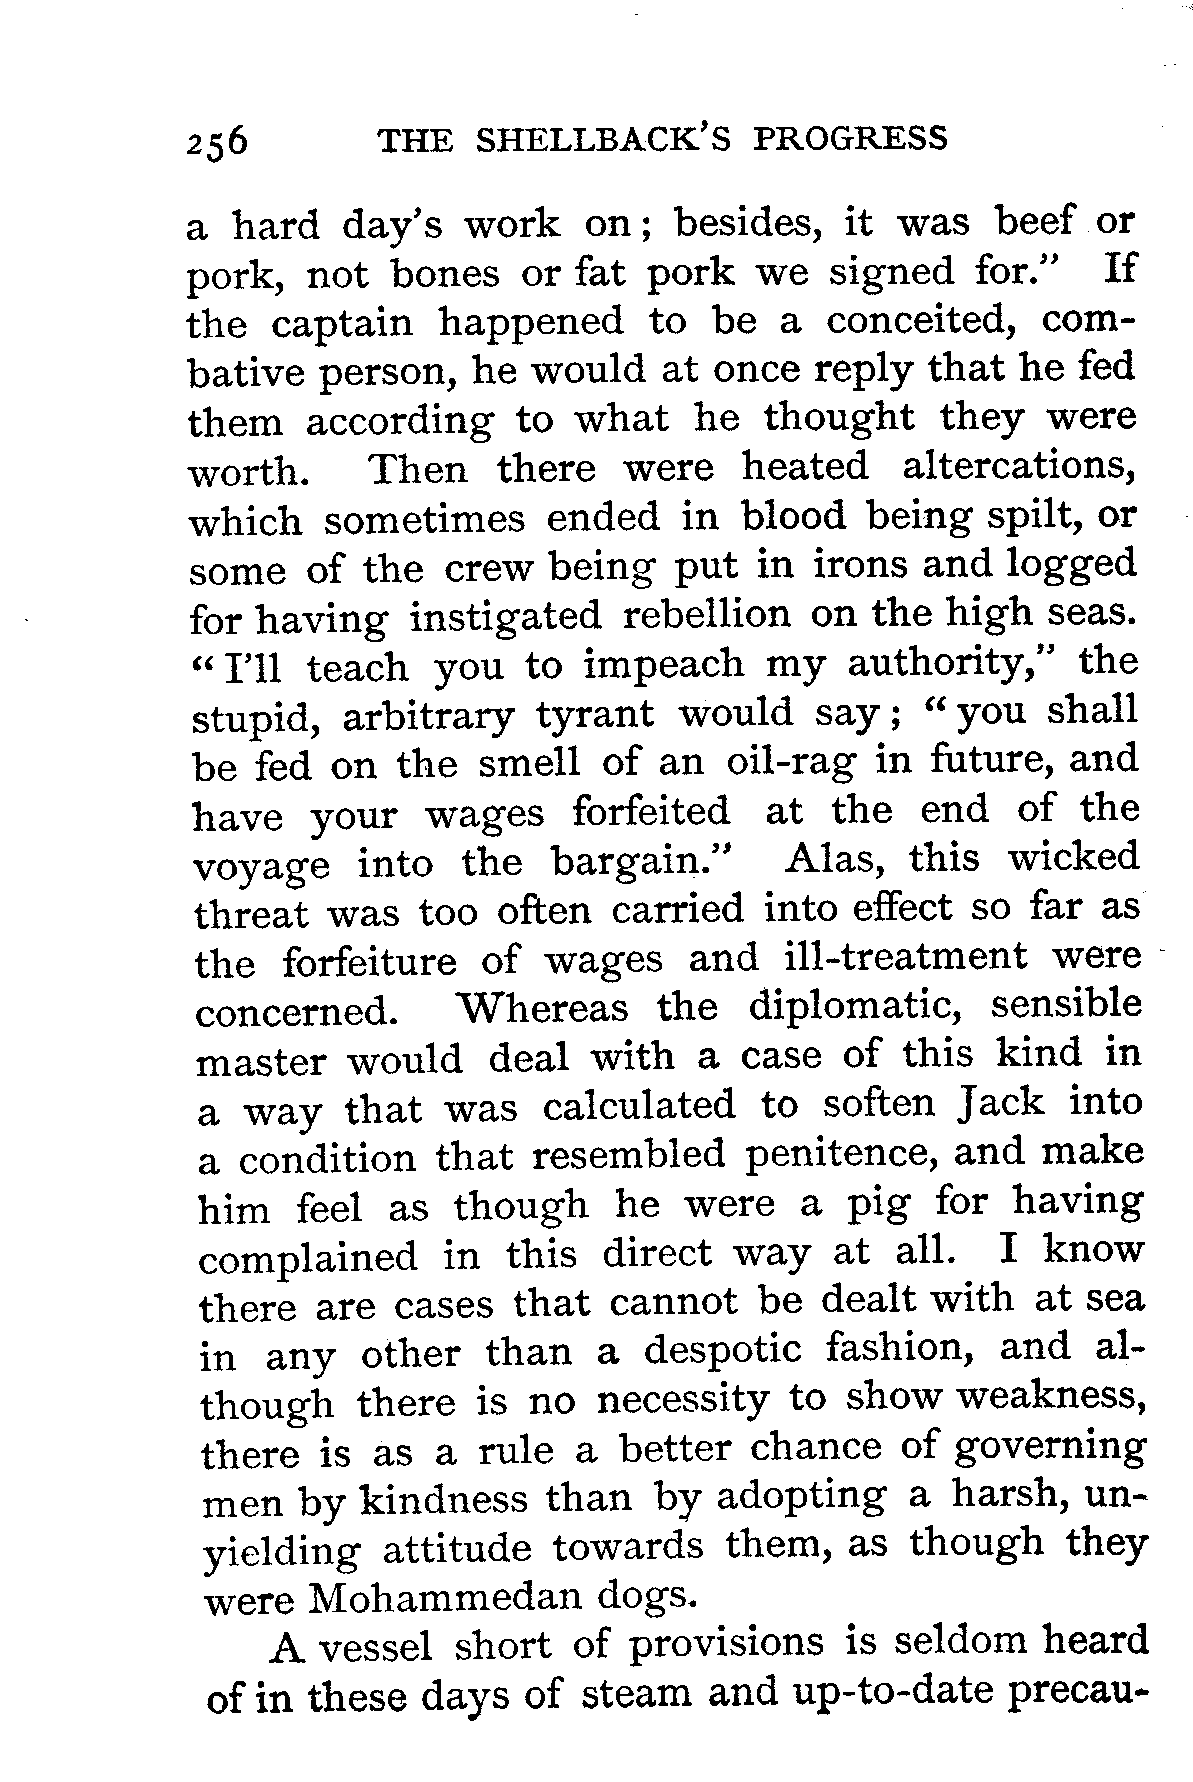 256 THE SHELLBACK'S PROGRESS
a hard day's work on; besides, it was beef or
pork, not bones or fat pork we signed for." If
the captain happened to be a conceited, com-
bative person, he would at once reply that he fed
them according to what he thought they were
worth. Then there were heated altercations,
which sometimes ended in blood being spilt, or
some of the crew being put in irons and logged
for having instigated rebellion on the high seas.
"I'll teach you to impeach my authority," the
stupid, arbitrary tyrant would say; "you shall
be fed on the smell of an oil-rag in future, and
have your wages forfeited at the end of the
voyage into the bargain." Alas, this wicked
threat was too often carried into effect so far as
the forfeiture of wages and ill-treatment were
concerned. Whereas the diplomatic, sensible
master would deal with a case of this kind in
a way that was calculated to soften Jack into
a condition that resembled penitence, and make
him feel as though he were a pig for having
complained in this direct way at all. I know
there are cases that cannot be dealt with at sea
in any other than a despotic fashion, and al-
though there is no necessity to show weakness,
there is as a rule a better chance of governing
men by kindness than by adopting a harsh, un-
yielding attitude towards them, as though they
were Mohammedan dogs.
A vessel short of provisions is seldom heard
of in these days of steam and up-to-date precau-